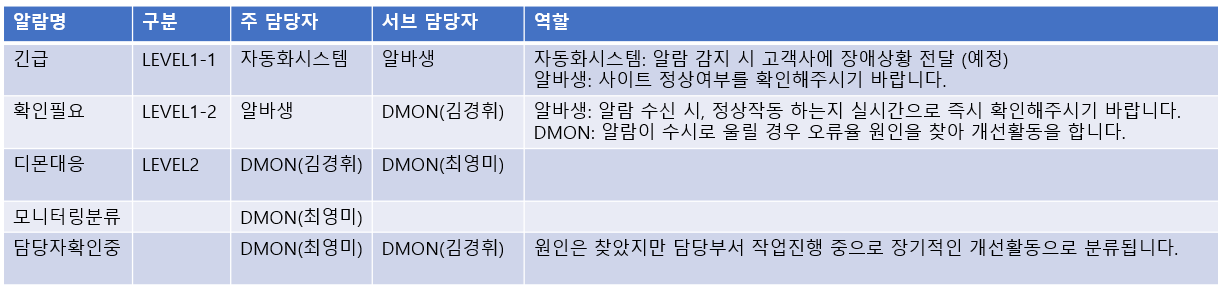 알람명 구분 주 담당자 서브 담당자 역할
긴급 LEVEL1-1 자동화시스템 알바생 자동화시스템: 알람 감지 시 고객사에 장애상황 전달 (예정)
알바생: 사이트 정상여부를 확인해주시기 바랍니다.
확인필요 LEVEL1-2 알바생 DMON(김경휘) 알바생: 알람 수신 시, 정상작동 하는지 실시간으로 즉시 확인해주시기 바랍니다.
DMON: 알람이 수시로 울릴 경우 오류율 원인을 찾아 개선활동을 합니다.
디몬대응 LEVEL2 DMON(김경휘) DMON(최영미)
모니터링분류 DMON(최영미)
담당자확인중 DMON(최영미) DMON(김경휘) 원인은 찾았지만 담당부서 작업진행 중으로 장기적인 개선활동으로 분류됩니다.